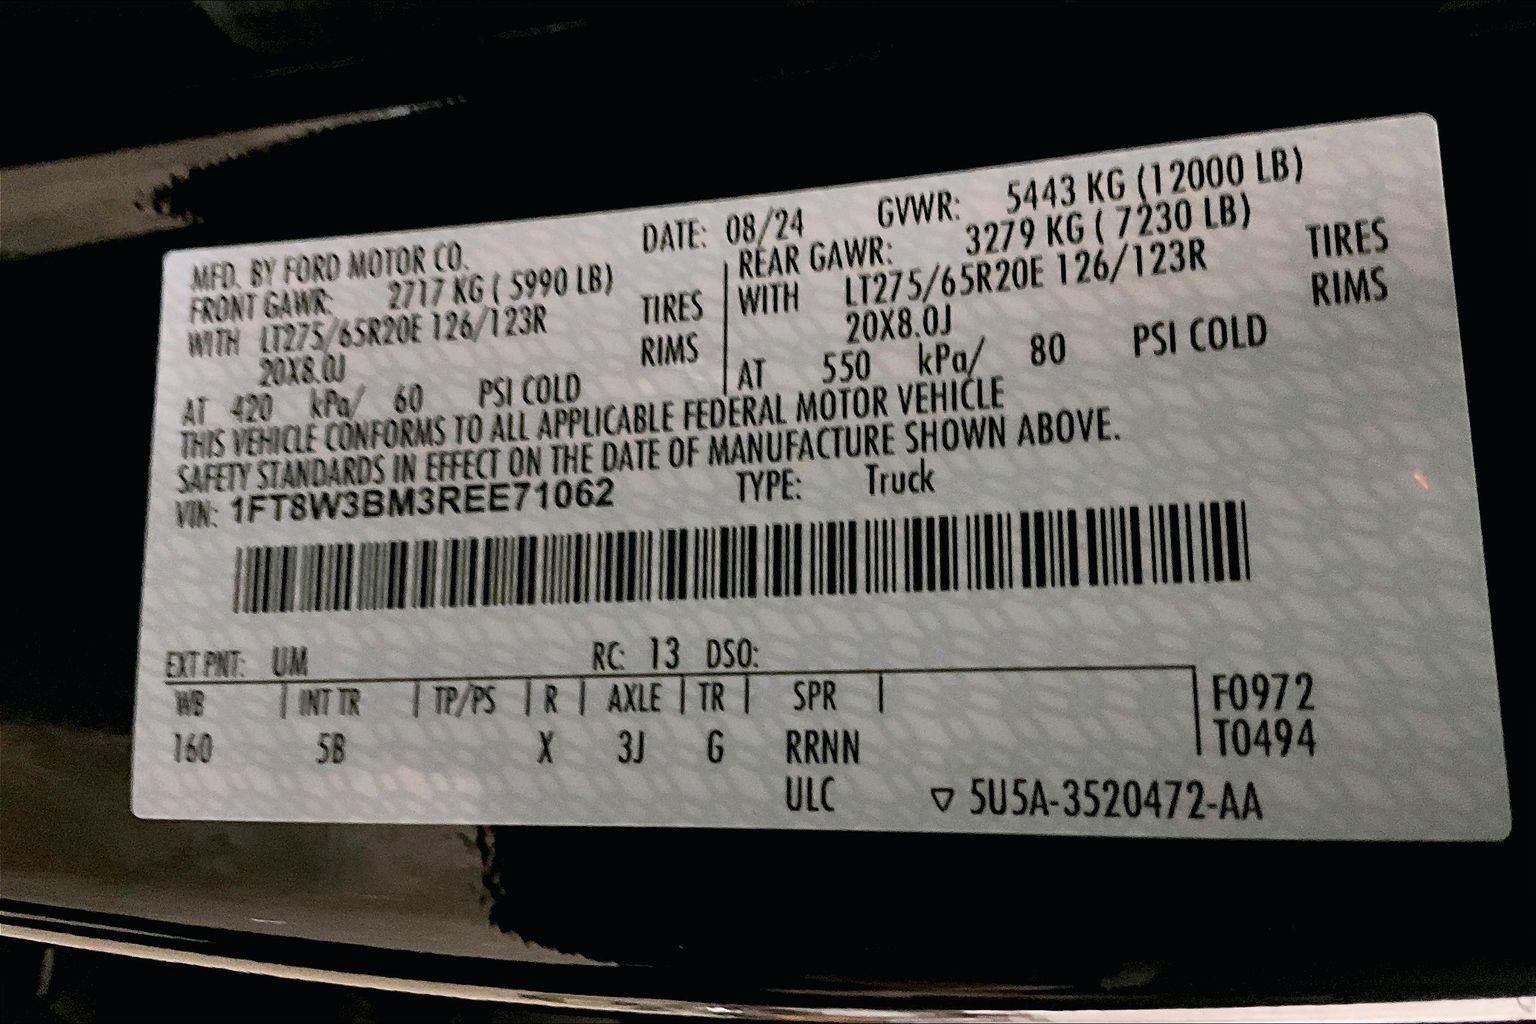 MFD. BY FORD MOTOR CO. DATE: 08/24 GVWR: 5443 KG (12000 LB)
FRONT GAWR: 2717 KG ( 5990 LB)
WITH LT275/65R20E 126/123R TIRES
20X8.0J RIMS
AT 420 kPa/ 60 PSI COLD
REAR GAWR: 3279 KG ( 7230 LB)
WITH LT275/65R20E 126/123R TIRES
20X8.0J RIMS
AT 550 kPa/ 80 PSI COLD
THIS VEHICLE CONFORMS TO ALL APPLICABLE FEDERAL MOTOR VEHICLE
SAFETY STANDARDS IN EFFECT ON THE DATE OF MANUFACTURE SHOWN ABOVE.
VIN: 1FT8W3BM3REE71062 TYPE: Truck
EXT PNT: UM RC: 13 DSO:
WB INT TR TP/PS R AXLE TR SPR
160 5B X 3J G RRNN
ULC
F0972
T0494
▽ 5U5A-3520472-AA